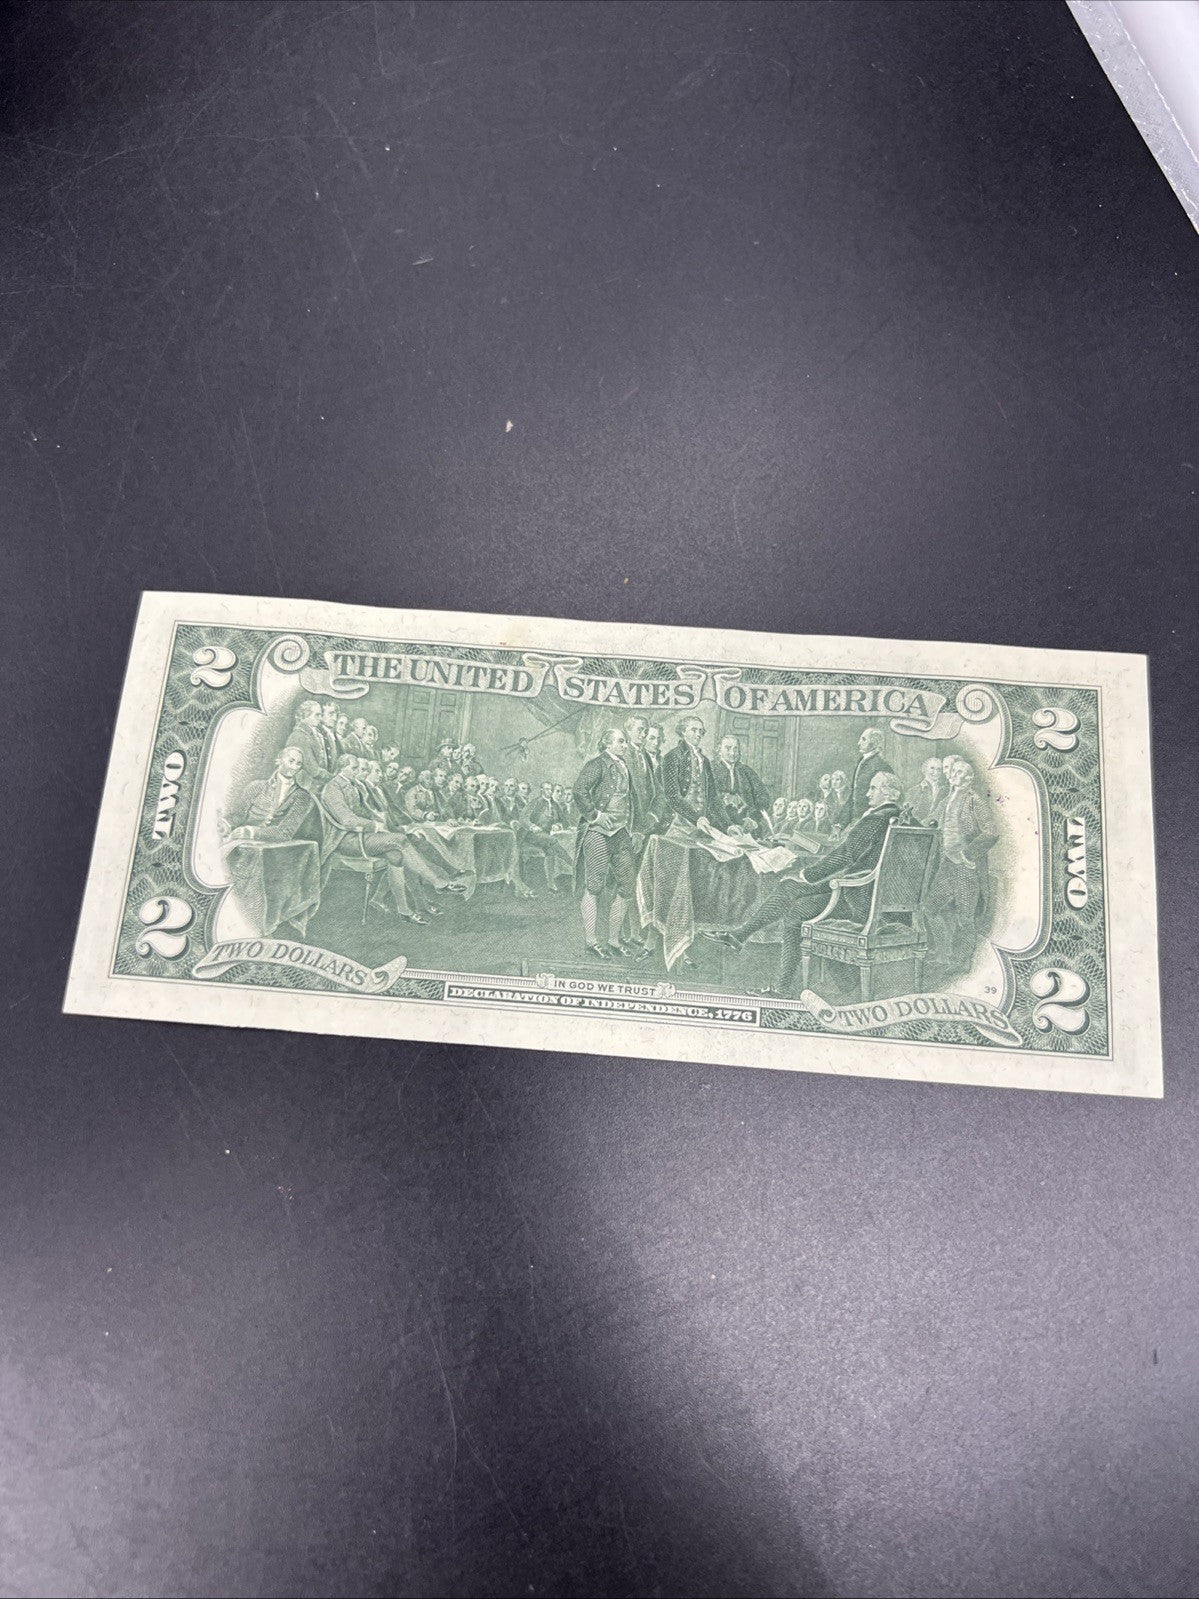 2 2
THE UNITED STATES OF AMERICA
TWO TWO
2 2
TWO DOLLARS TWO DOLLARS
39
IN GOD WE TRUST
DECLARATION OF INDEPENDENCE, 1776